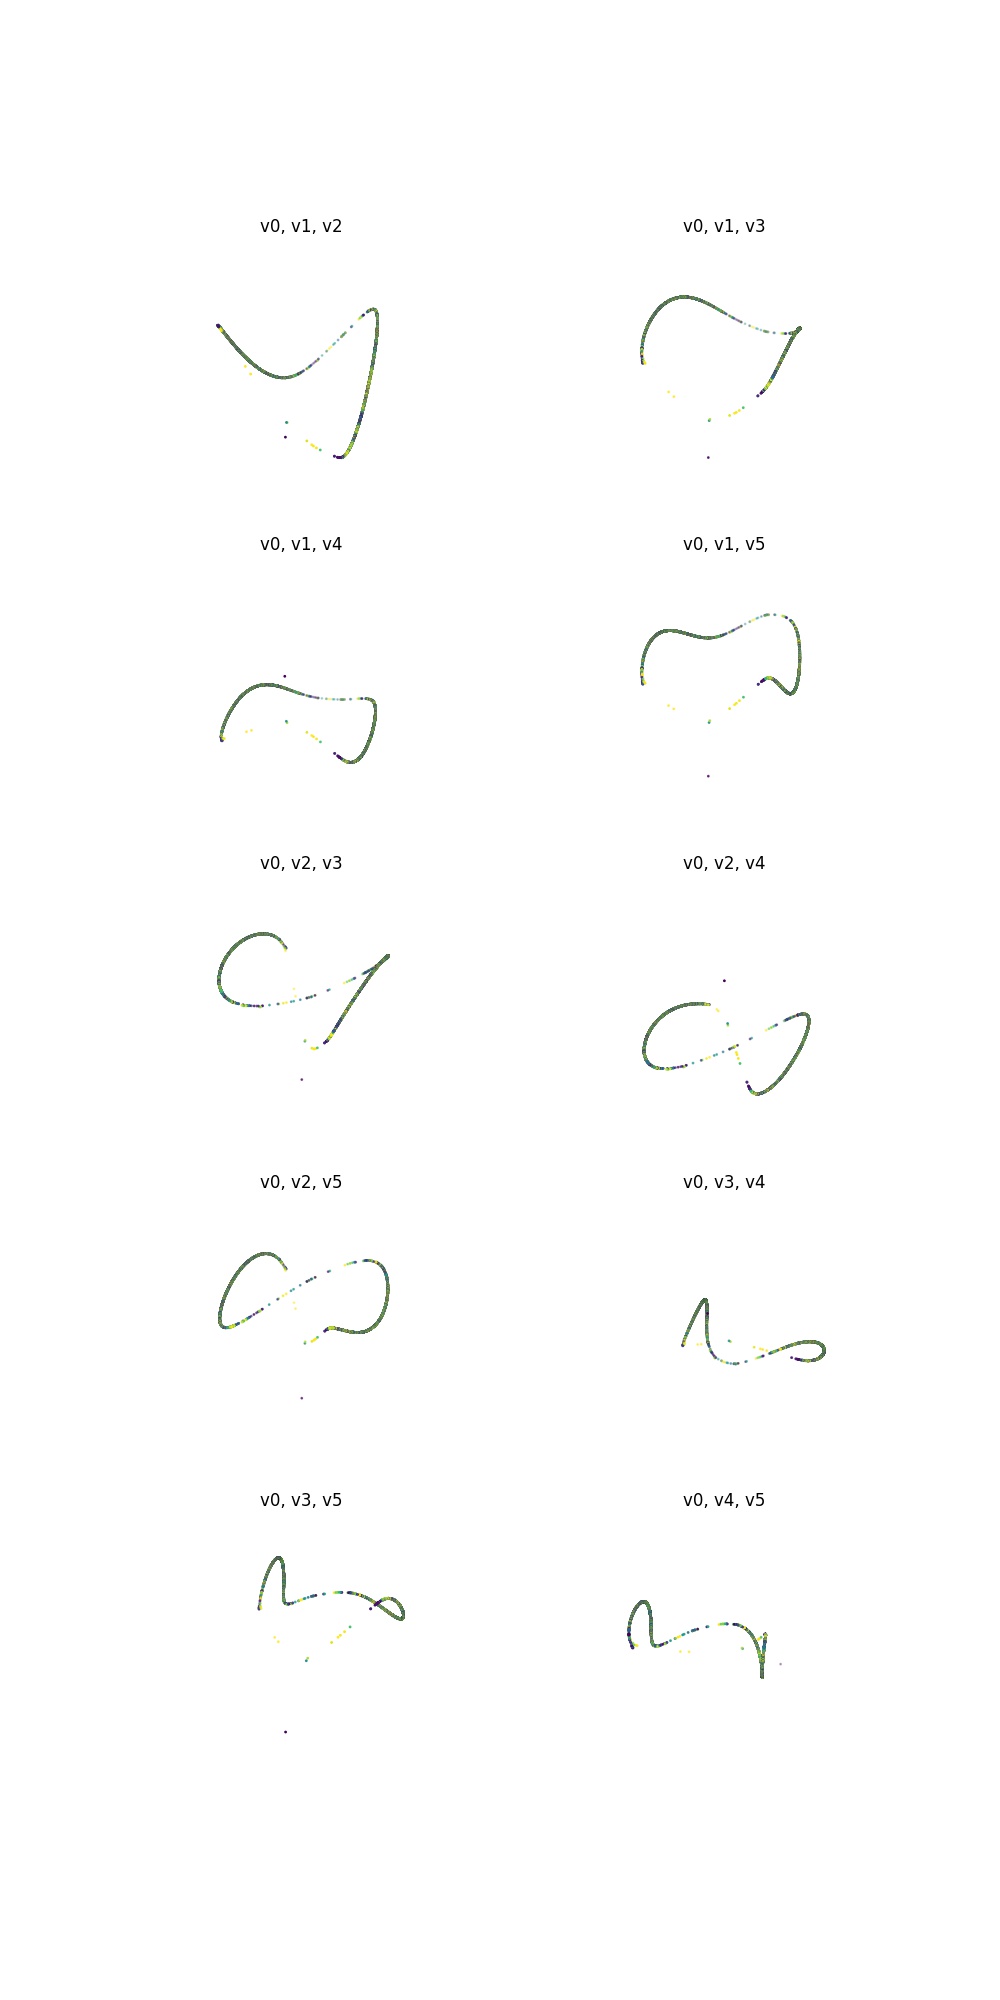 v0, v1, v2
v0, v1, v3
v0, v1, v4
v0, v1, v5
v0, v2, v3
v0, v2, v4
v0, v2, v5
v0, v3, v4
v0, v3, v5
v0, v4, v5